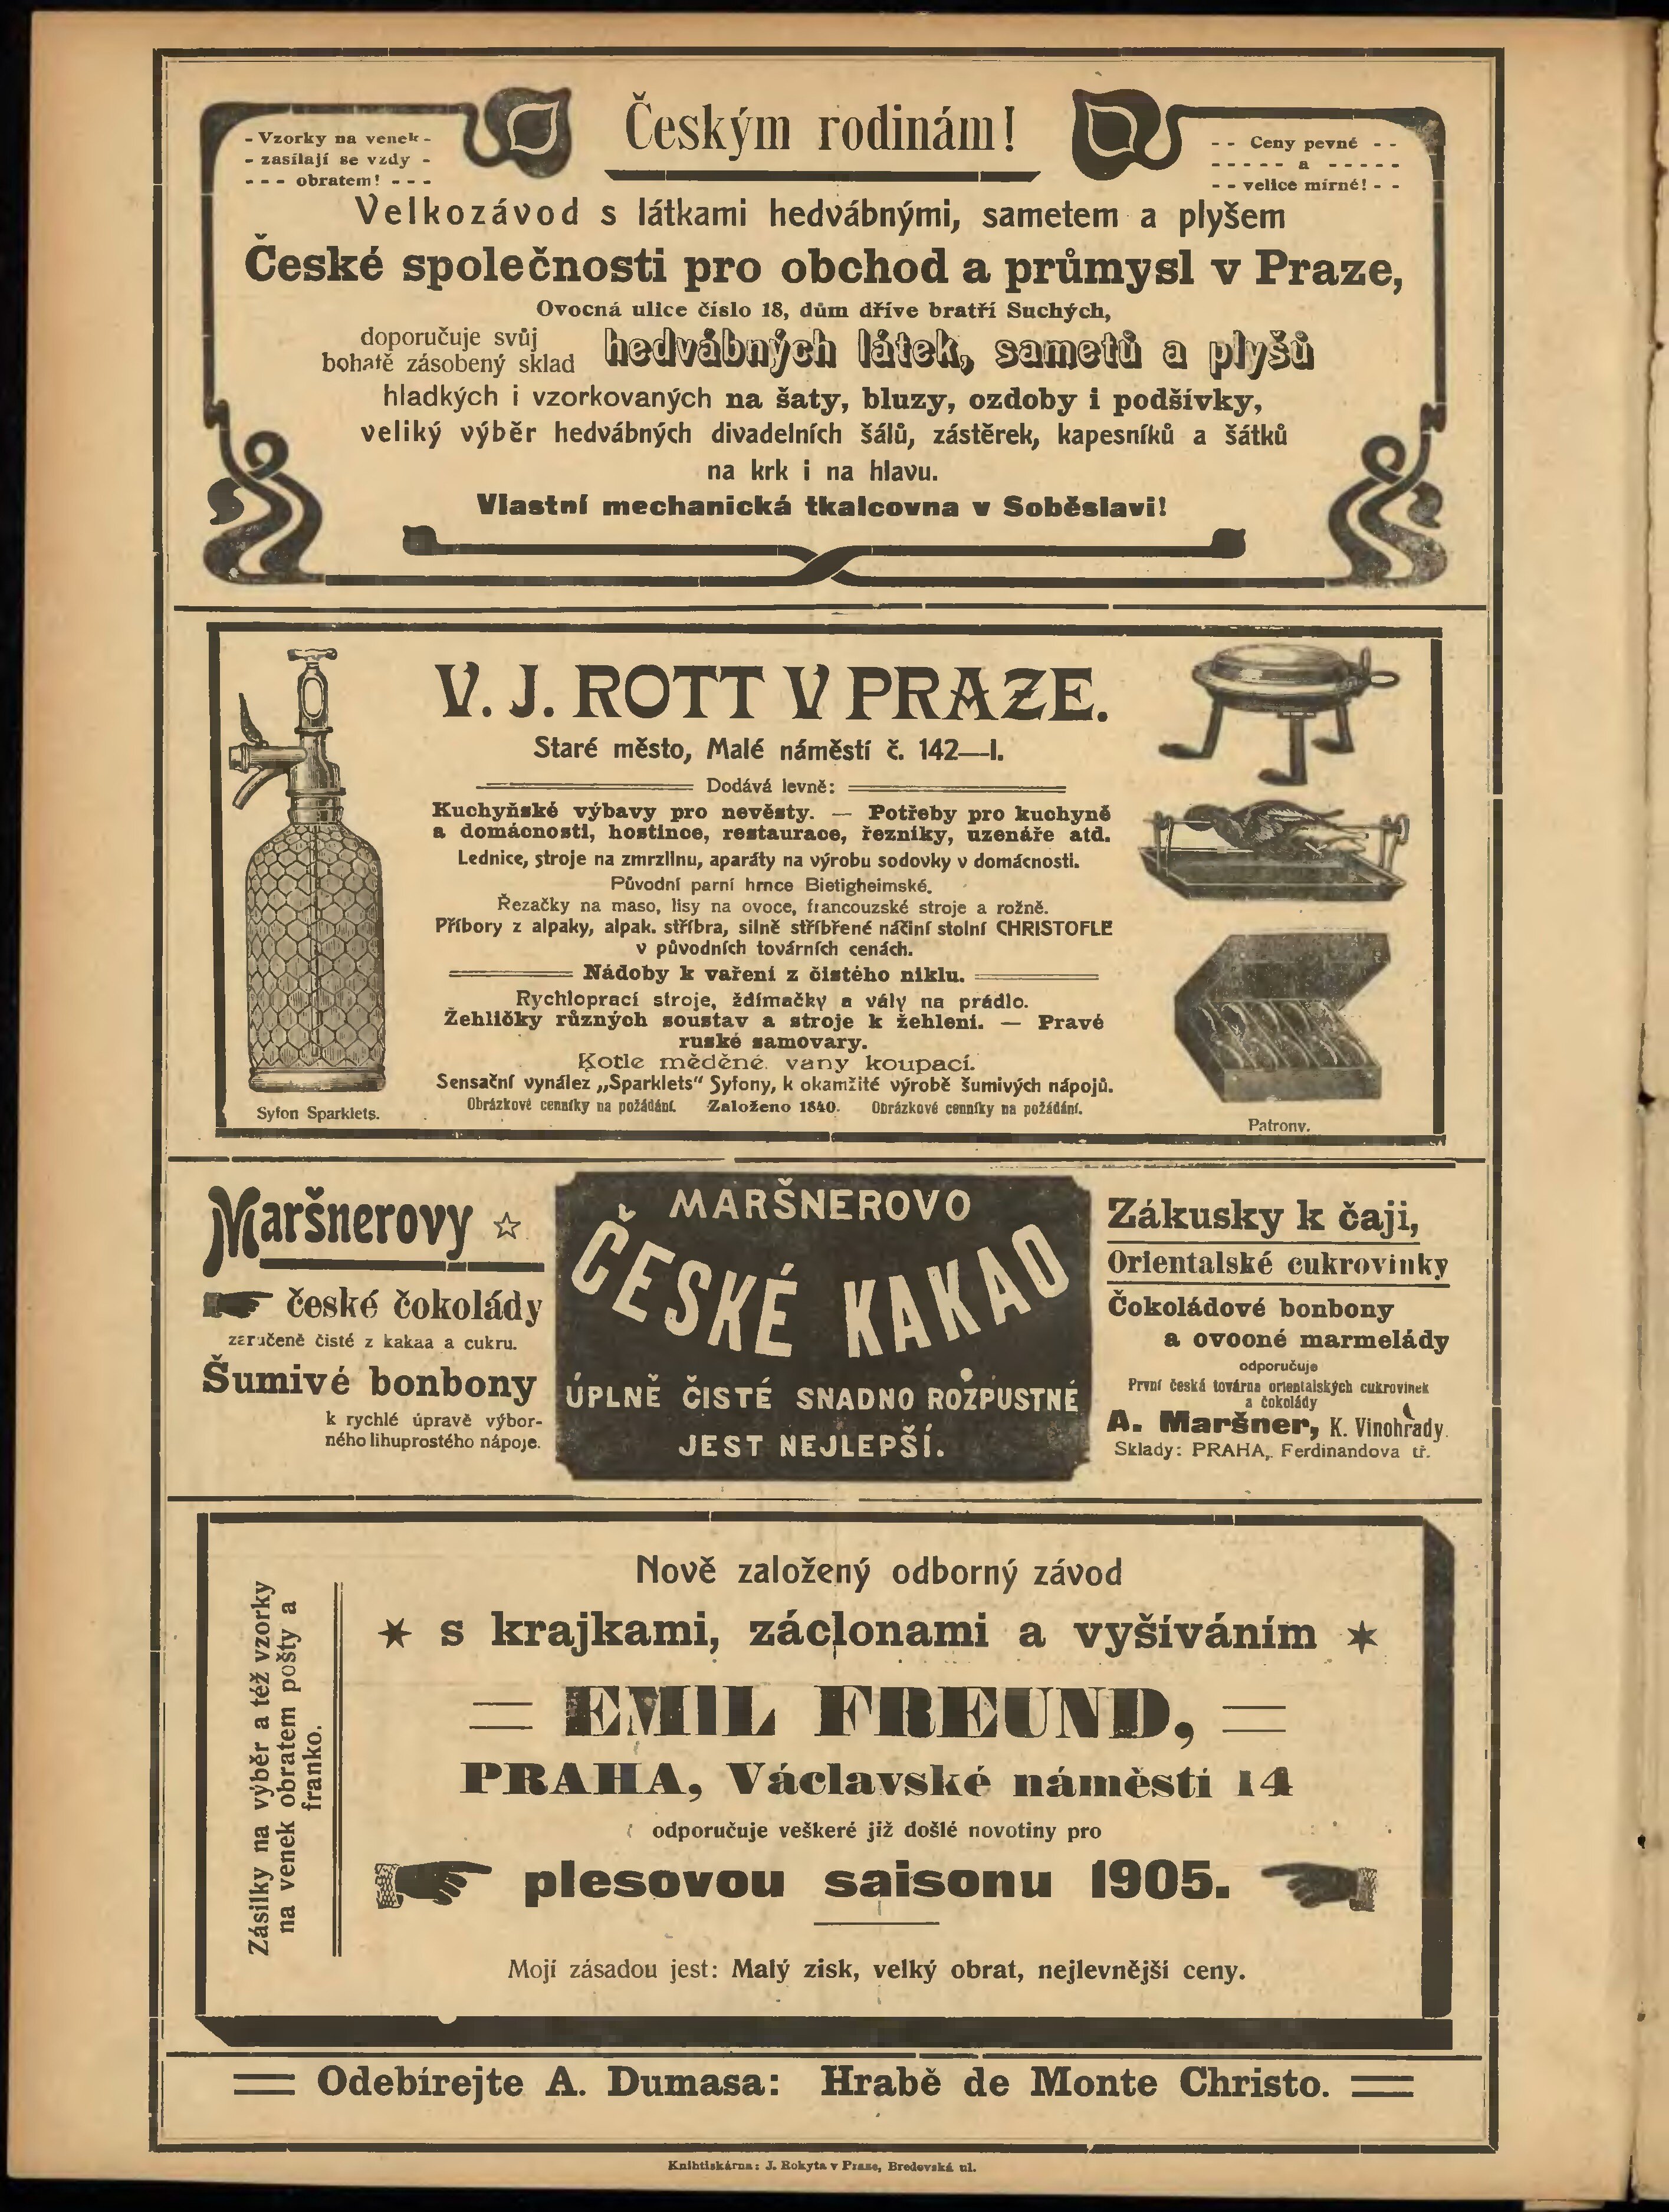 - Vzorky na venek -
- zasílají se vzdy -
- - - obratem! - - -
Českým rodinám!
- - Ceny pevné - -
- - - - - a - - - - -
- - velice mírné! - -
Velkozávod s látkami hedvábnými, sametem a plyšem
České společnosti pro obchod a průmysl v Praze,
Ovocná ulice číslo 18, dům dříve bratří Suchých,
doporučuje svůj
bohatě zásobený sklad
hedvábných látek, sametů a plyšů
hladkých i vzorkovaných na šaty, bluzy, ozdoby i podšívky,
veliký výběr hedvábných divadelních šálů, zástěrek, kapesníků a šátků
na krk i na hlavu.
Vlastní mechanická tkalcovna v Soběslavi!
V. J. ROTT V PRAZE.
Staré město, Malé náměstí č. 142—I.
Dodává levně:
Kuchyňské výbavy pro nevěsty. — Potřeby pro kuchyně
a domácnosti, hostince, restaurace, řezníky, uzenáře atd.
Lednice, stroje na zmrzlinu, aparáty na výrobu sodovky v domácnosti.
Původní parní hrnce Bietigheimské.
Řezačky na maso, lisy na ovoce, francouzské stroje a rožně.
Příbory z alpaky, alpak. stříbra, silně stříbřené náčiní stolní CHRISTOFLE
v původních továrních cenách.
Nádoby k vaření z čistého niklu.
Rychloprací stroje, ždímačky a vály na prádlo.
Žehličky různých soustav a stroje k žehlení. — Pravé
ruské samovary.
Kotle měděné, vany koupací.
Sensační vynález „Sparklets" Syfony, k okamžité výrobě šumivých nápojů.
Obrázkové cenníky na požádání. Založeno 1840. Obrázkové cenníky na požádání.
Syfon Sparklets.
Patrony.
Maršnerovy ☆
české čokolády
zaručeně čisté z kakaa a cukru.
Šumivé bonbony
k rychlé úpravě výbor-
ného lihuprostého nápoje.
MARŠNEROVO
ČESKÉ KAKAO
ÚPLNĚ ČISTÉ SNADNO ROZPUSTNÉ
JEST NEJLEPŠÍ.
Zákusky k čaji,
Orientalské cukrovinky
Čokoládové bonbony
a ovocné marmelády
odporučuje
První česká továrna orientalských cukrovinek
a čokolády
A. Maršner, K. Vinohrady.
Sklady: PRAHA, Ferdinandova tř.
Zásilky na výběr a též vzorky
na venek obratem pošty a
franko.
Nově založený odborný závod
✶ s krajkami, záclonami a vyšíváním ✶
= EMIL FREUND, =
PRAHA, Václavské náměstí 14
odporučuje veškeré již došlé novotiny pro
plesovou saisonu 1905.
Mojí zásadou jest: Malý zisk, velký obrat, nejlevnější ceny.
= Odebírejte A. Dumasa: Hrabě de Monte Christo. =
Knihtiskárna: J. Rokyta v Praze, Bredovská ul.